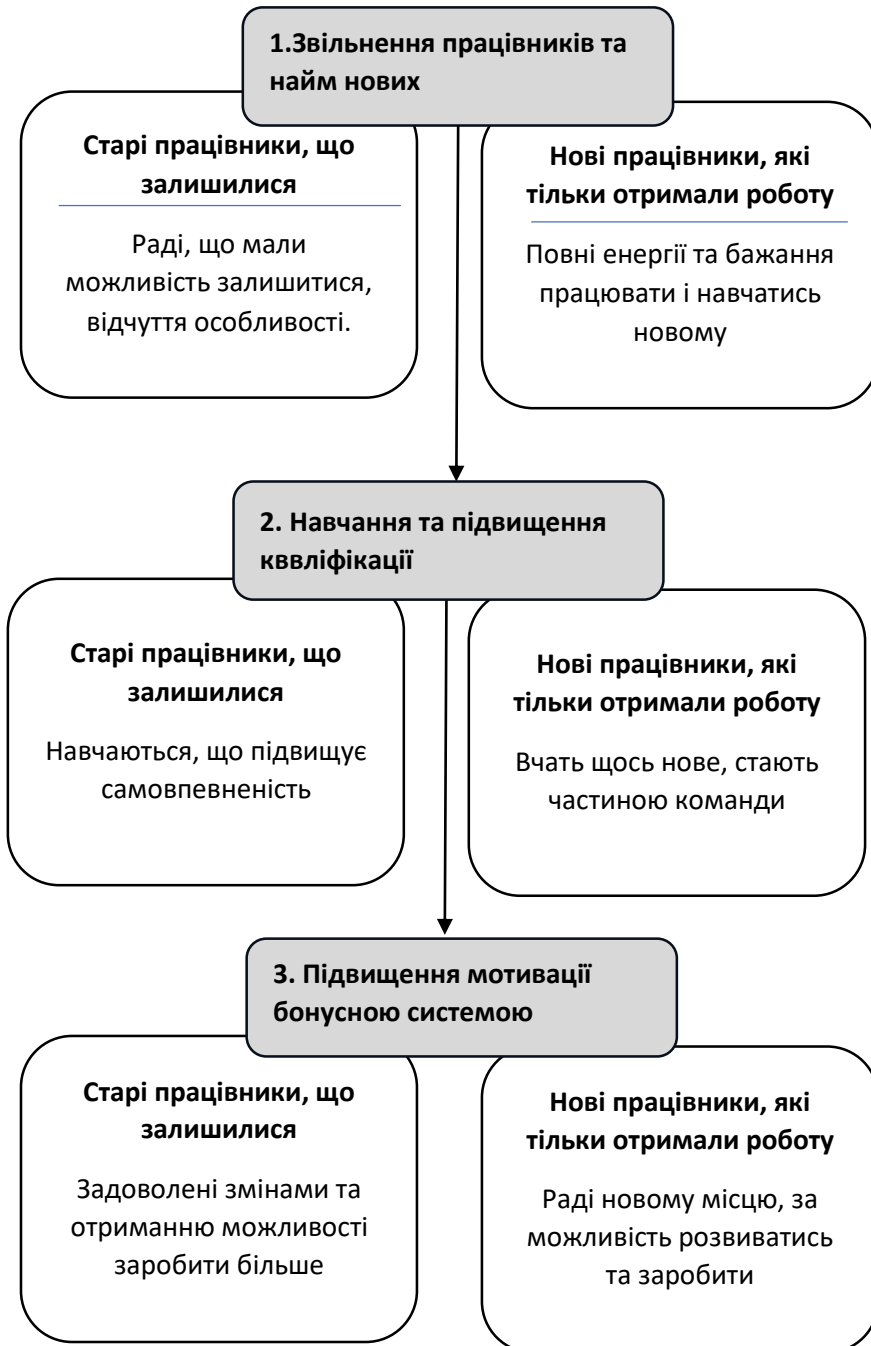 1.Звільнення працівників та
найм нових
Старі працівники, що
залишилися
Раді, що мали
можливість залишитися,
відчуття особливості.
Нові працівники, які
тільки отримали роботу
Повні енергії та бажання
працювати і навчатись
новому
2. Навчання та підвищення
кввліфікації
Старі працівники, що
залишилися
Навчаються, що підвищує
самовпевненість
Нові працівники, які
тільки отримали роботу
Вчать щось нове, стають
частиною команди
3. Підвищення мотивації
бонусною системою
Старі працівники, що
залишилися
Задоволені змінами та
отриманню можливості
заробити більше
Нові працівники, які
тільки отримали роботу
Раді новому місцю, за
можливість розвиватись
та заробити